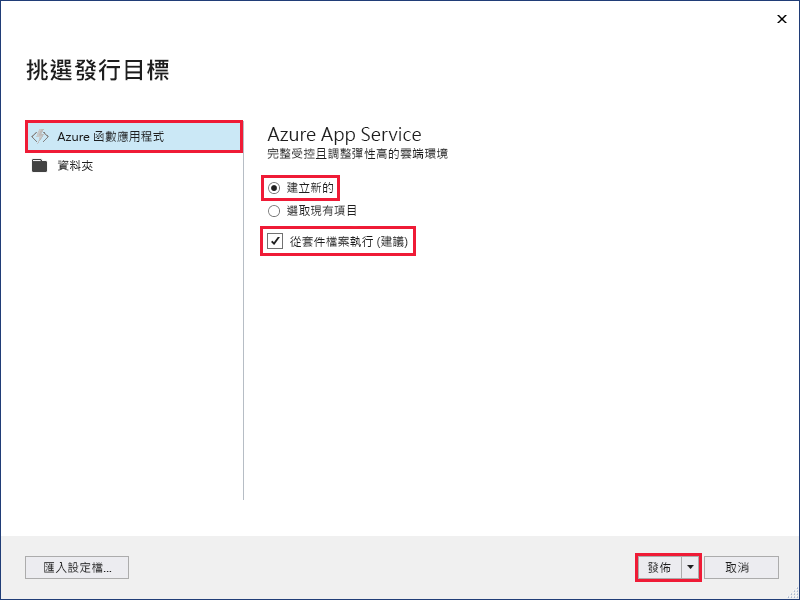 挑選發行目標
Azure 函數應用程式
資料夾
Azure App Service
完整受控且調整彈性高的雲端環境
建立新的
選取現有項目
從套件檔案執行 (建議)
匯入設定檔...
發佈
取消